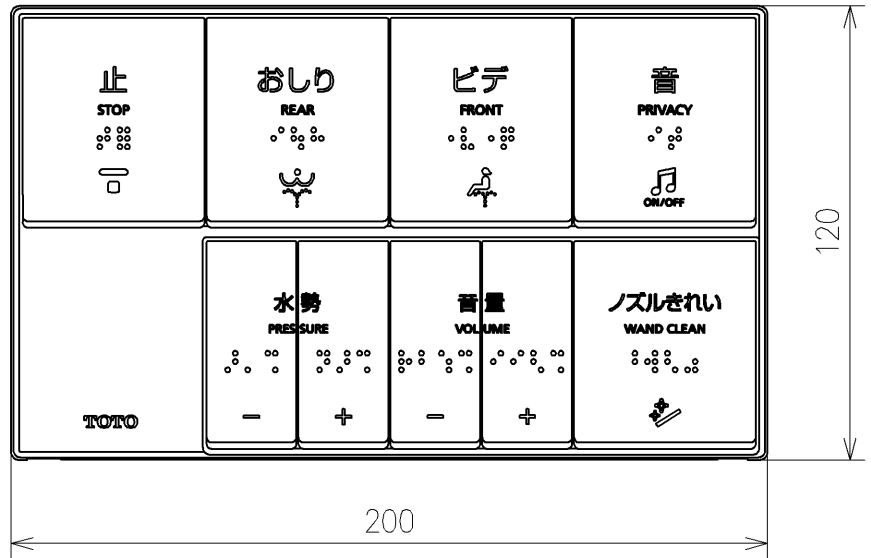 止 おしり ビデ 音
STOP REAR FRONT PRIVACY
ON/OFF
水勢 音量 ノズルきれい
PRESSURE VOLUME WAND CLEAN
− + − +
TOTO
120
200